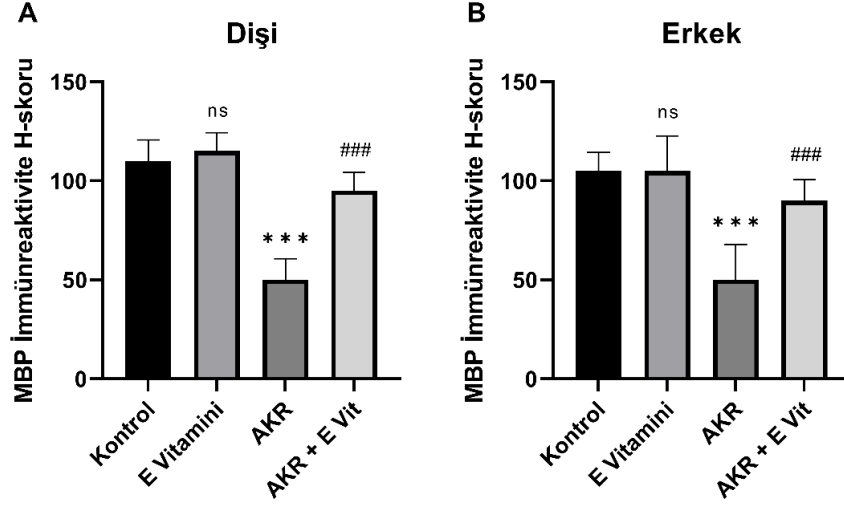 A
Dişi
MBP İmmünreaktivite H-skoru
150
100
50
0
ns
* * *
###
Kontrol
E Vitamini
AKR
AKR + E Vit
B
Erkek
MBP İmmünreaktivite H-skoru
150
100
50
0
ns
* * *
###
Kontrol
E Vitamini
AKR
AKR + E Vit